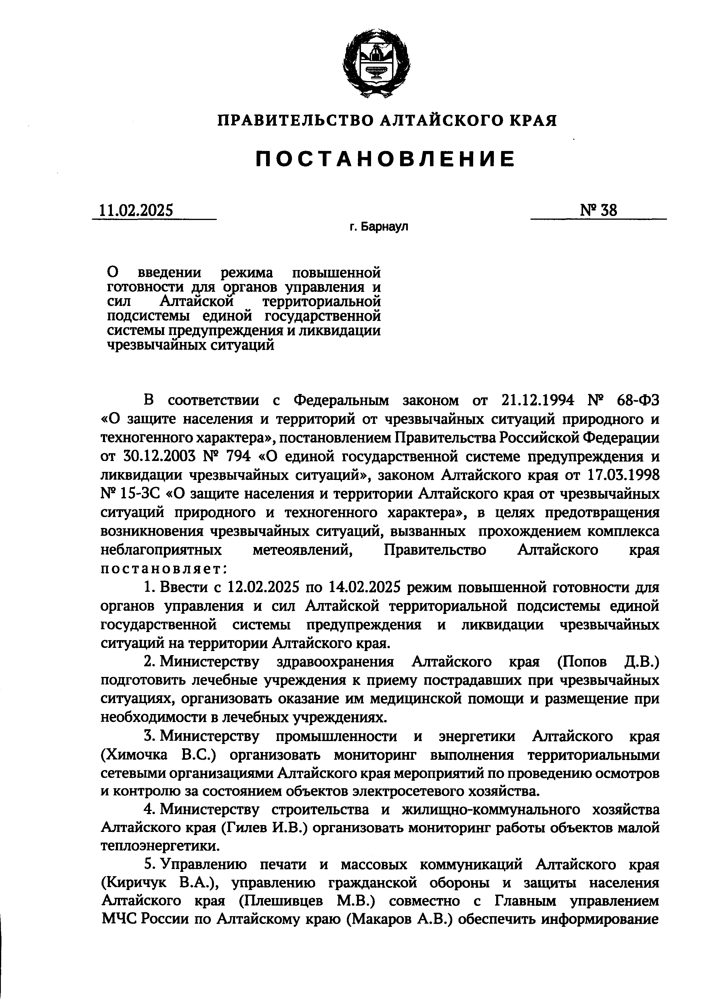 ПРАВИТЕЛЬСТВО АЛТАЙСКОГО КРАЯ
ПОСТАНОВЛЕНИЕ
11.02.2025 № 38
г. Барнаул
О введении режима повышенной
готовности для органов управления и
сил Алтайской территориальной
подсистемы единой государственной
системы предупреждения и ликвидации
чрезвычайных ситуаций
В соответствии с Федеральным законом от 21.12.1994 № 68-ФЗ
«О защите населения и территорий от чрезвычайных ситуаций природного и
техногенного характера», постановлением Правительства Российской Федерации
от 30.12.2003 № 794 «О единой государственной системе предупреждения и
ликвидации чрезвычайных ситуаций», законом Алтайского края от 17.03.1998
№ 15-ЗС «О защите населения и территории Алтайского края от чрезвычайных
ситуаций природного и техногенного характера», в целях предотвращения
возникновения чрезвычайных ситуаций, вызванных прохождением комплекса
неблагоприятных метеоявлений, Правительство Алтайского края
постановляет:
1. Ввести с 12.02.2025 по 14.02.2025 режим повышенной готовности для
органов управления и сил Алтайской территориальной подсистемы единой
государственной системы предупреждения и ликвидации чрезвычайных
ситуаций на территории Алтайского края.
2. Министерству здравоохранения Алтайского края (Попов Д.В.)
подготовить лечебные учреждения к приему пострадавших при чрезвычайных
ситуациях, организовать оказание им медицинской помощи и размещение при
необходимости в лечебных учреждениях.
3. Министерству промышленности и энергетики Алтайского края
(Химочка В.С.) организовать мониторинг выполнения территориальными
сетевыми организациями Алтайского края мероприятий по проведению осмотров
и контролю за состоянием объектов электросетевого хозяйства.
4. Министерству строительства и жилищно-коммунального хозяйства
Алтайского края (Гилев И.В.) организовать мониторинг работы объектов малой
теплоэнергетики.
5. Управлению печати и массовых коммуникаций Алтайского края
(Киричук В.А.), управлению гражданской обороны и защиты населения
Алтайского края (Плешивцев М.В.) совместно с Главным управлением
МЧС России по Алтайскому краю (Макаров А.В.) обеспечить информирование